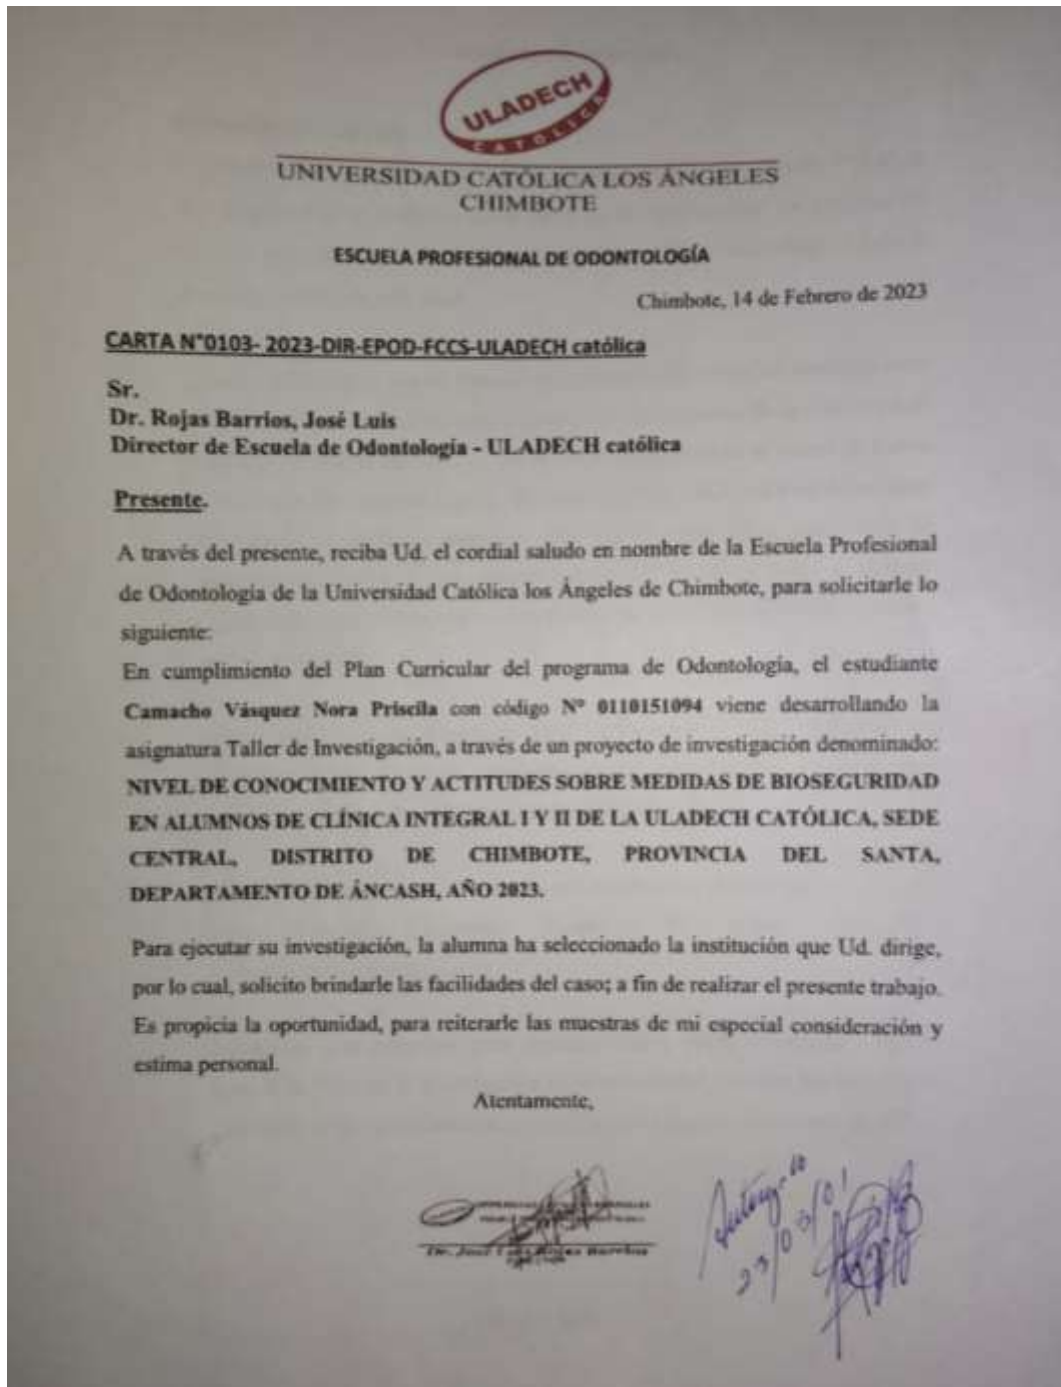 ULADECH
CATÓLICA
UNIVERSIDAD CATÓLICA LOS ÁNGELES
CHIMBOTE
ESCUELA PROFESIONAL DE ODONTOLOGÍA
Chimbote, 14 de Febrero de 2023
CARTA N°0103- 2023-DIR-EPOD-FCCS-ULADECH católica
Sr.
Dr. Rojas Barrios, José Luis
Director de Escuela de Odontología - ULADECH católica
Presente.
A través del presente, reciba Ud. el cordial saludo en nombre de la Escuela Profesional
de Odontología de la Universidad Católica los Ángeles de Chimbote, para solicitarle lo
siguiente:
En cumplimiento del Plan Curricular del programa de Odontología, el estudiante
Camacho Vásquez Nora Priscila con código N° 0110151094 viene desarrollando la
asignatura Taller de Investigación, a través de un proyecto de investigación denominado:
NIVEL DE CONOCIMIENTO Y ACTITUDES SOBRE MEDIDAS DE BIOSEGURIDAD
EN ALUMNOS DE CLÍNICA INTEGRAL I Y II DE LA ULADECH CATÓLICA, SEDE
CENTRAL, DISTRITO DE CHIMBOTE, PROVINCIA DEL SANTA,
DEPARTAMENTO DE ÁNCASH, AÑO 2023.
Para ejecutar su investigación, la alumna ha seleccionado la institución que Ud. dirige,
por lo cual, solicito brindarle las facilidades del caso; a fin de realizar el presente trabajo.
Es propicia la oportunidad, para reiterarle las muestras de mi especial consideración y
estima personal.
Atentamente,
Dr. José Luis Rojas Barrios
23/03/01